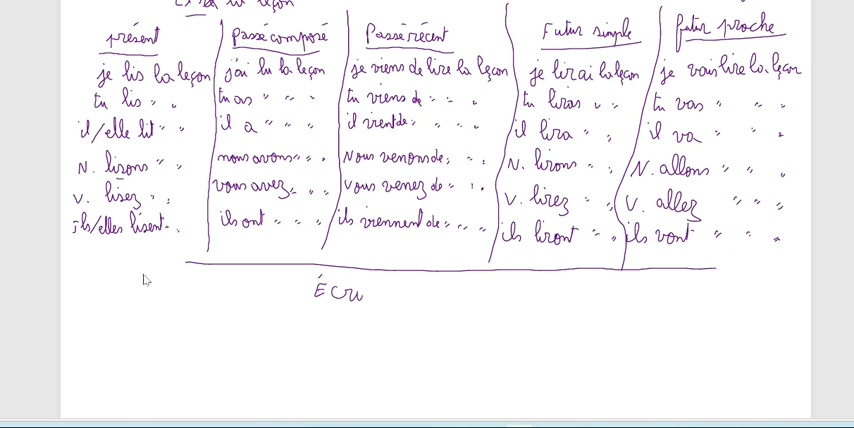 la leçon
présent Passé composé Passé récent Futur simple futur proche
je lis la leçon j'ai lu la leçon je viens de lire la leçon je lirai la leçon je vais lire la leçon
tu lis " " tu as " " " tu viens de " " " tu liras " " tu vas " " "
il/elle lit " " il a " " " il vient de " " " il lira " " il va " " "
N. lisons " " nous avons " " " Nous venons de " " " N. lirons " " N. allons " " "
v. lisez " " vous avez " " " vous venez de " " " v. lirez " " v. allez " " "
ils/elles lisent " " ils ont " " " ils viennent de " " " ils liront " " ils vont " " "
Écru